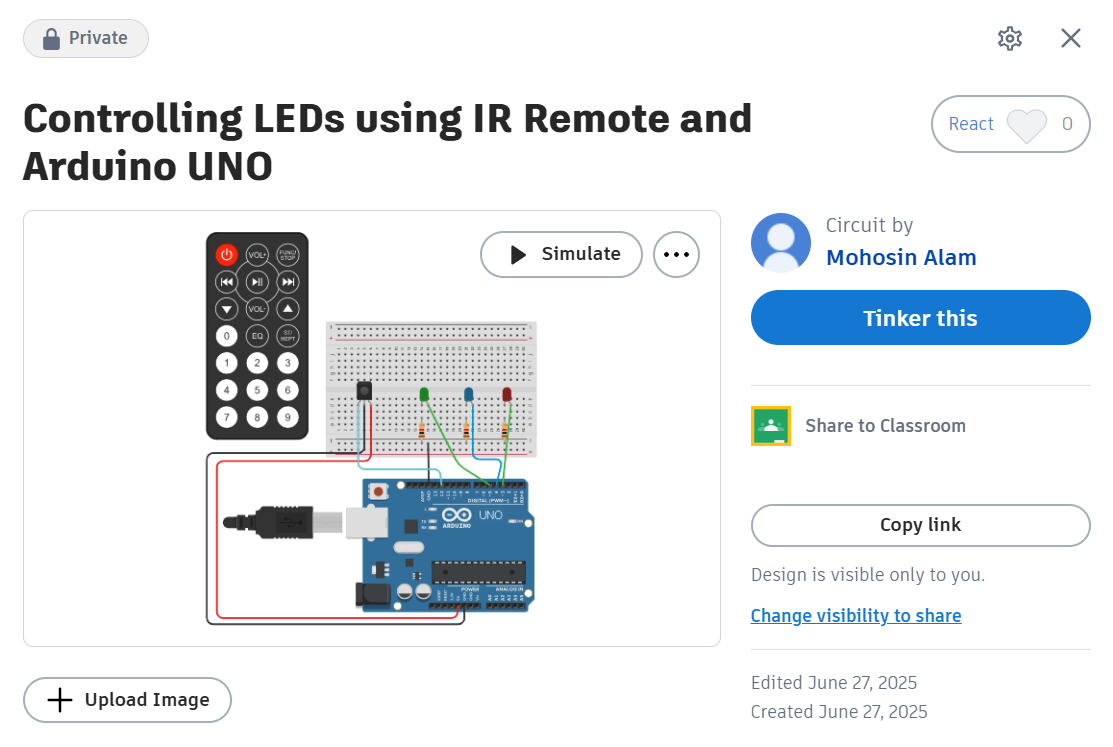 Private
Controlling LEDs using IR Remote and
Arduino UNO
React 0
Simulate
VOL+ FUNC/
STOP
VOL-
0 EQ ST/
REPT
1 2 3
4 5 6
7 8 9
DIGITAL (PWM~)
UNO
ARDUINO
POWER ANALOG IN
Circuit by
Mohosin Alam
Tinker this
Share to Classroom
Copy link
Design is visible only to you.
Change visibility to share
Upload Image
Edited June 27, 2025
Created June 27, 2025